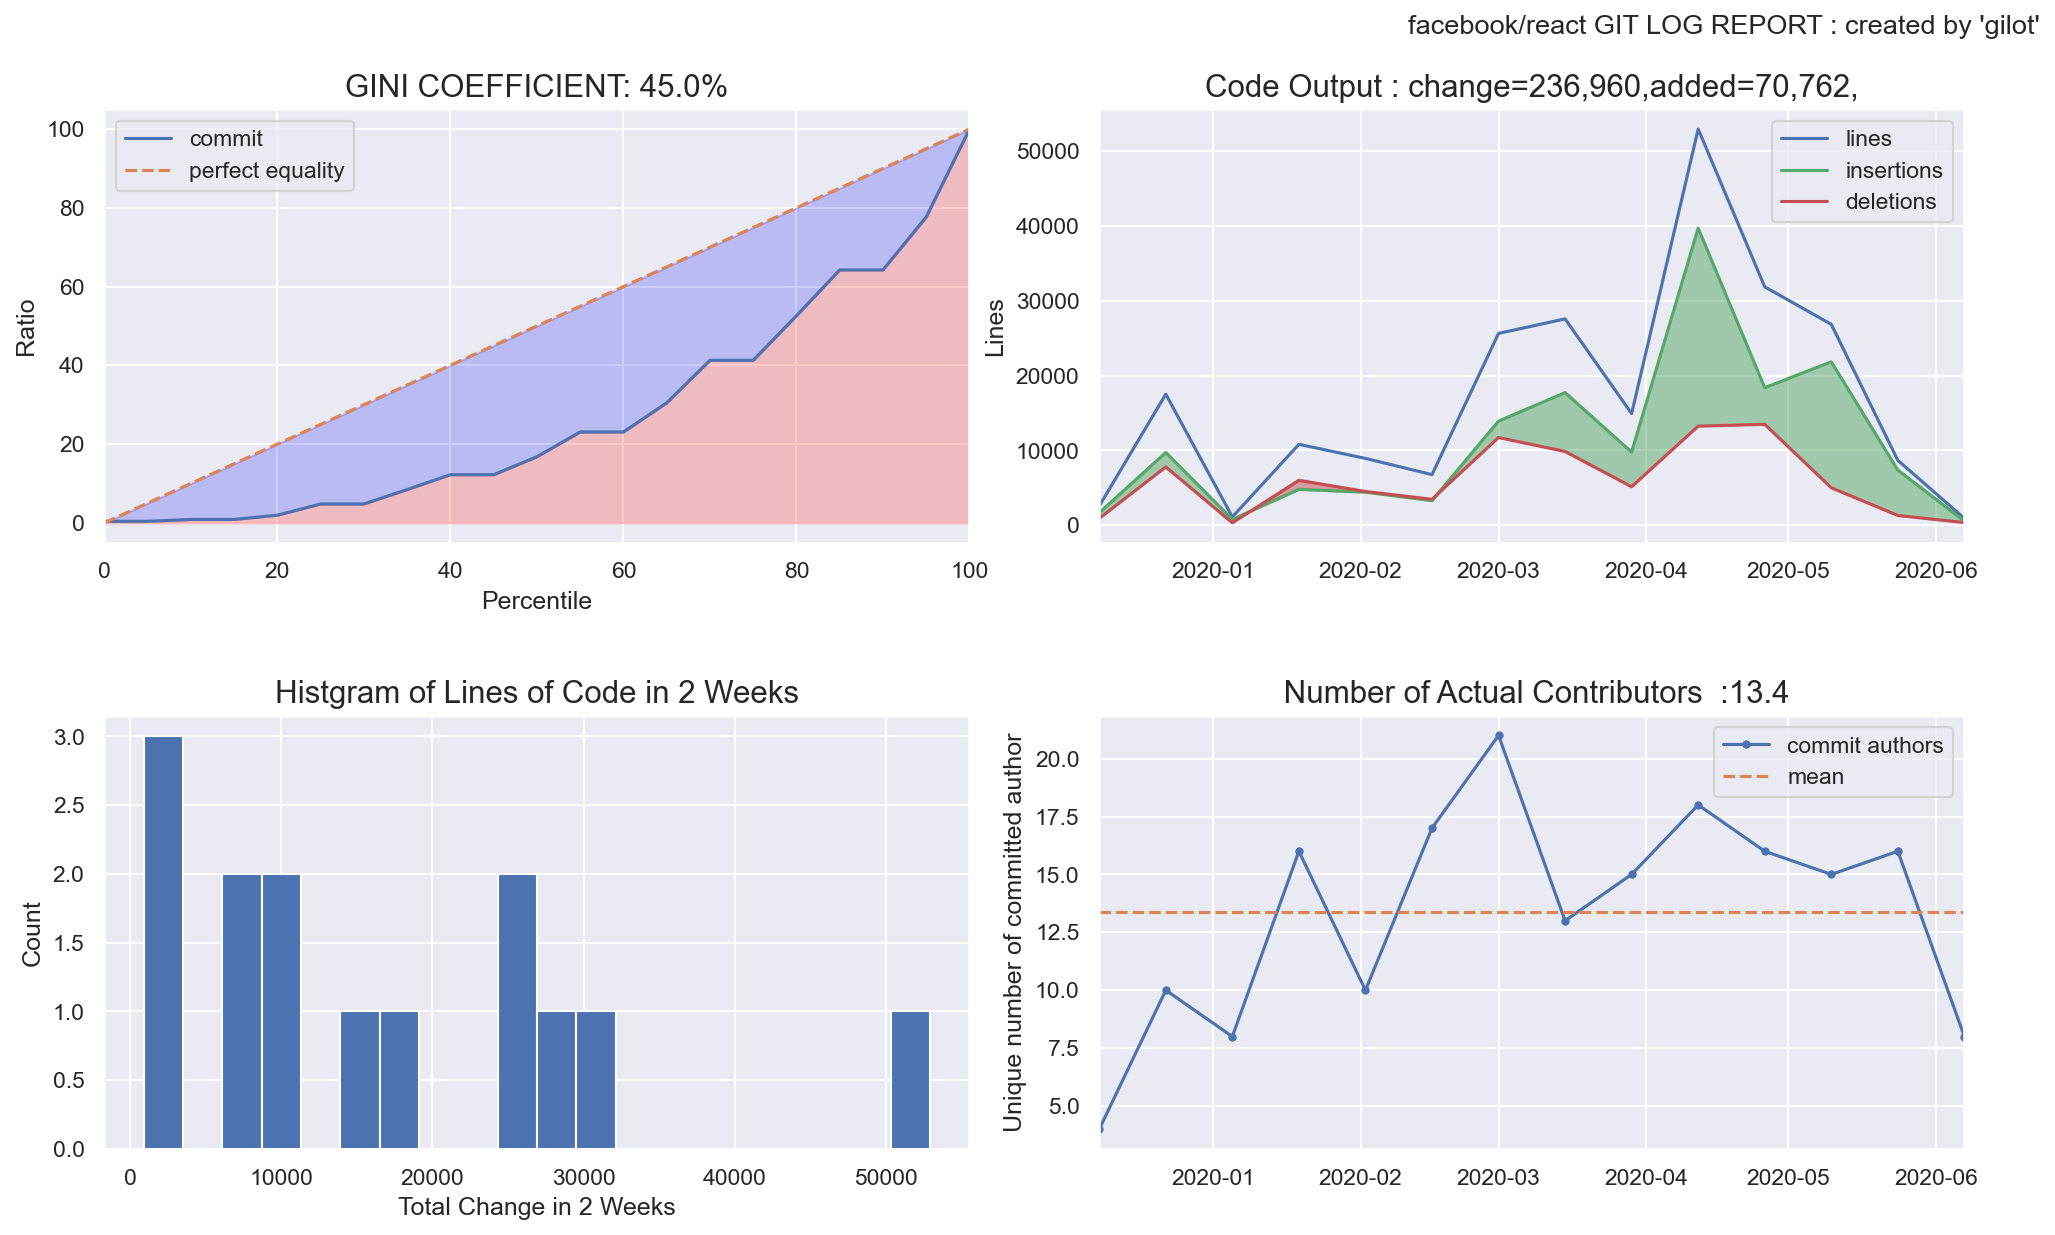 facebook/react GIT LOG REPORT : created by 'gilot'
GINI COEFFICIENT: 45.0%
commit
perfect equality
Ratio
100
80
60
40
20
0
0 20 40 60 80 100
Percentile
Code Output : change=236,960,added=70,762,
lines
insertions
deletions
Lines
50000
40000
30000
20000
10000
0
2020-01 2020-02 2020-03 2020-04 2020-05 2020-06
Histgram of Lines of Code in 2 Weeks
Count
3.0
2.5
2.0
1.5
1.0
0.5
0.0
0 10000 20000 30000 40000 50000
Total Change in 2 Weeks
Number of Actual Contributors  :13.4
commit authors
mean
Unique number of committed author
20.0
17.5
15.0
12.5
10.0
7.5
5.0
2020-01 2020-02 2020-03 2020-04 2020-05 2020-06